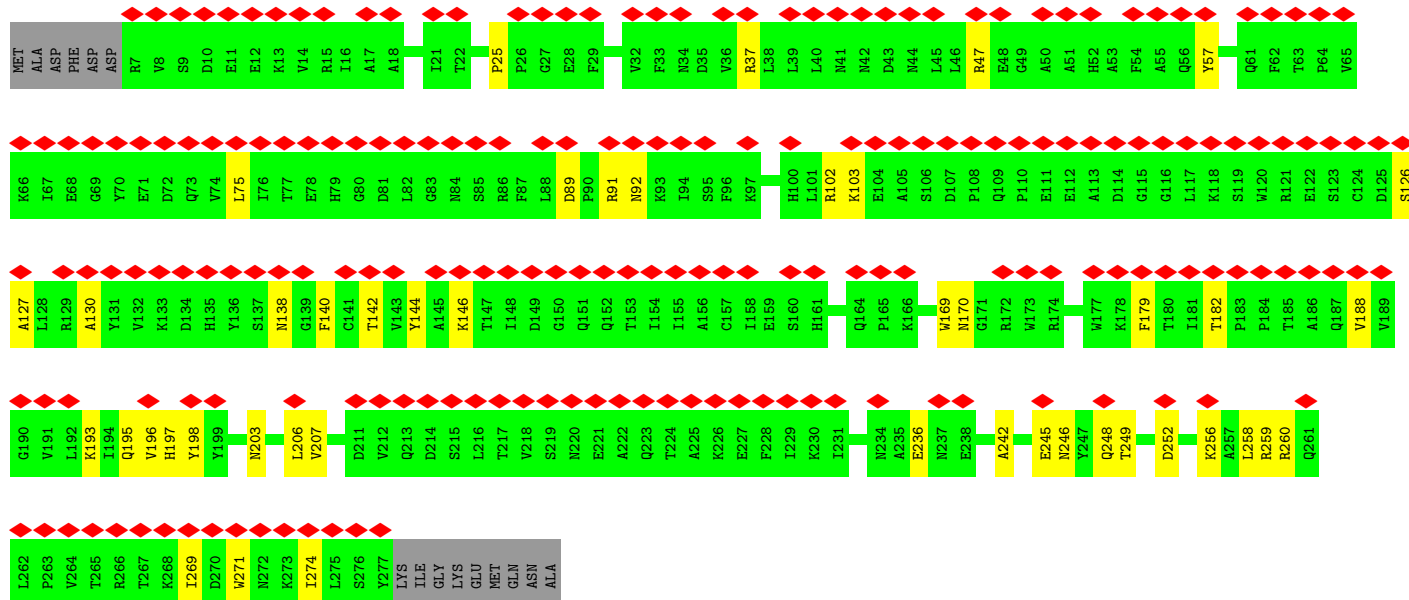 MET ALA ASP PHE ASP ASP R7 V8 S9 D10 E11 E12 K13 V14 R15 I16 A17 A18 I21 T22 P25 P26 G27 E28 F29 V32 F33 N34 D35 V36 R37 L38 L39 L40 N41 N42 D43 N44 L45 L46 R47 E48 G49 A50 A51 H52 A53 F54 A55 Q56 Y57 Q61 F62 T63 P64 V65
K66 I67 E68 G69 Y70 E71 D72 Q73 V74 L75 I76 T77 E78 H79 G80 D81 L82 G83 N84 S85 R86 F87 L88 D89 P90 R91 N92 K93 I94 S95 F96 K97 H100 L101 R102 K103 E104 A105 S106 D107 P108 Q109 P110 E111 E112 A113 D114 G115 G116 L117 K118 S119 W120 R121 E122 S123 C124 D125 S126
A127 L128 R129 A130 Y131 V132 K133 D134 H135 Y136 S137 N138 G139 F140 C141 T142 V143 Y144 A145 K146 T147 I148 D149 G150 Q151 Q152 T153 I154 I155 A156 C157 I158 E159 S160 H161 Q164 P165 K166 W169 N170 G171 R172 W173 R174 W177 K178 F179 T180 I181 T182 P183 P184 T185 A186 Q187 V188 V189
G190 V191 L192 K193 I194 Q195 V196 H197 Y198 Y199 N203 L206 V207 D211 V212 Q213 D214 S215 L216 T217 V218 S219 N220 E221 A222 Q223 T224 A225 K226 E227 F228 I229 K230 I231 N234 A235 E236 N237 E238 A242 E245 N246 Y247 Q248 T249 D252 K256 A257 L258 R259 R260 Q261
L262 P263 V264 T265 R266 T267 K268 I269 D270 W271 N272 K273 I274 L275 S276 Y277 LYS ILE GLY LYS GLU MET GLN ASN ALA